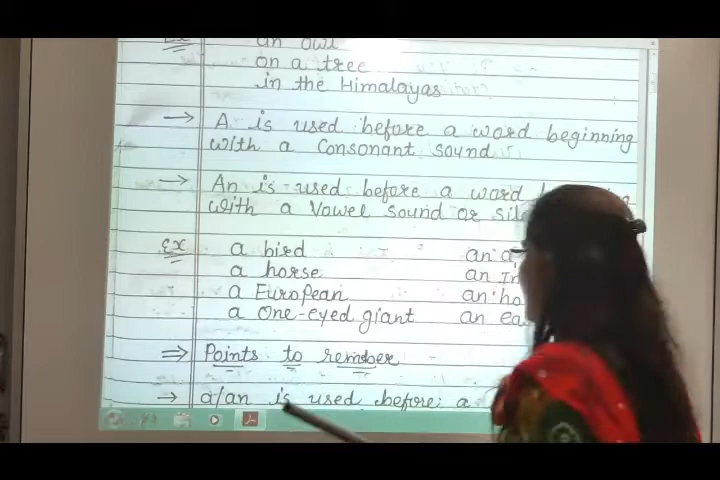 Ex an owl
on a tree
in the Himalayas
→ A is used before a word beginning
with a Consonant sound
→ An is used before a word
with a Vowel sound or
Ex a bird an
a horse an
a European an
a One-eyed giant an
⇒ Points to remeber
→ a/an is used before a